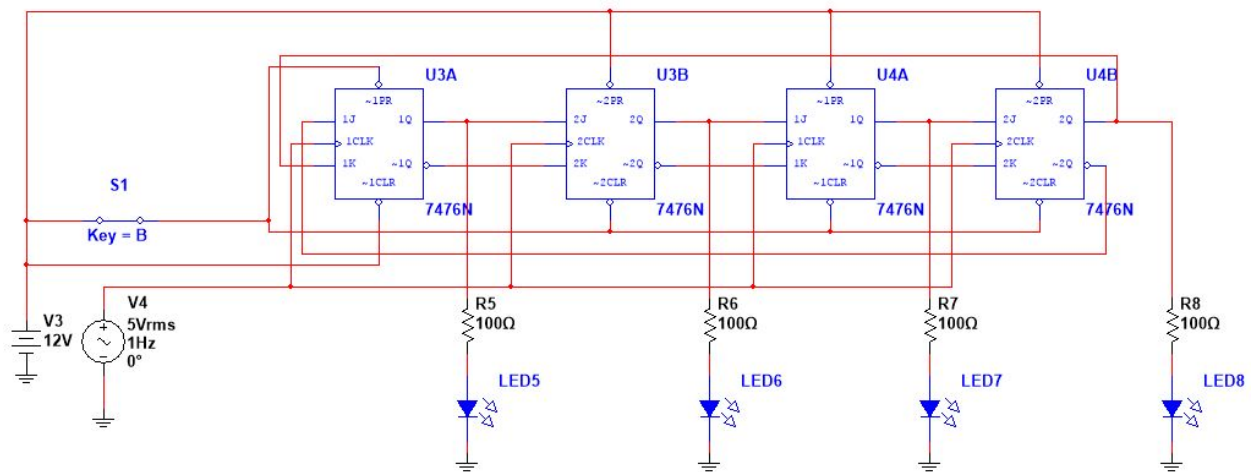 U3A
U3B
U4A
U4B
~1PR
1J
1Q
1CLK
1K
~1Q
~1CLR
7476N
~2PR
2J
2Q
2CLK
2K
~2Q
~2CLR
7476N
~1PR
1J
1Q
1CLK
1K
~1Q
~1CLR
7476N
~2PR
2J
2Q
2CLK
2K
~2Q
~2CLR
7476N
S1
Key = B
V3
12V
V4
5Vrms
1Hz
0°
R5
100Ω
R6
100Ω
R7
100Ω
R8
100Ω
LED5
LED6
LED7
LED8